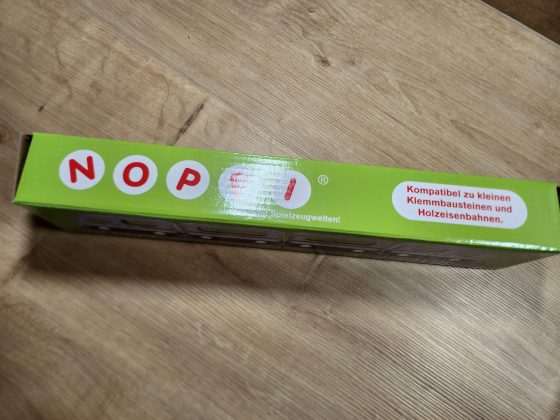 NOPPI®
Spielzeugwelten!
Kompatibel zu kleinen
Klemmbausteinen und
Holzeisenbahnen.